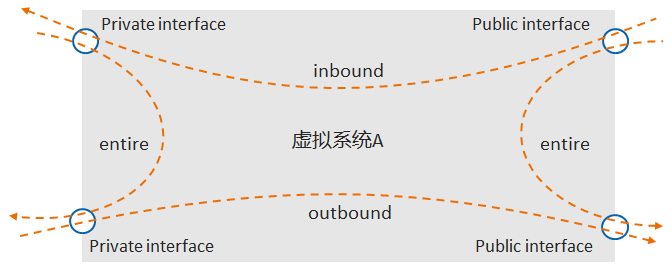 Private interface
Public interface
inbound
entire
虚拟系统A
entire
outbound
Private interface
Public interface